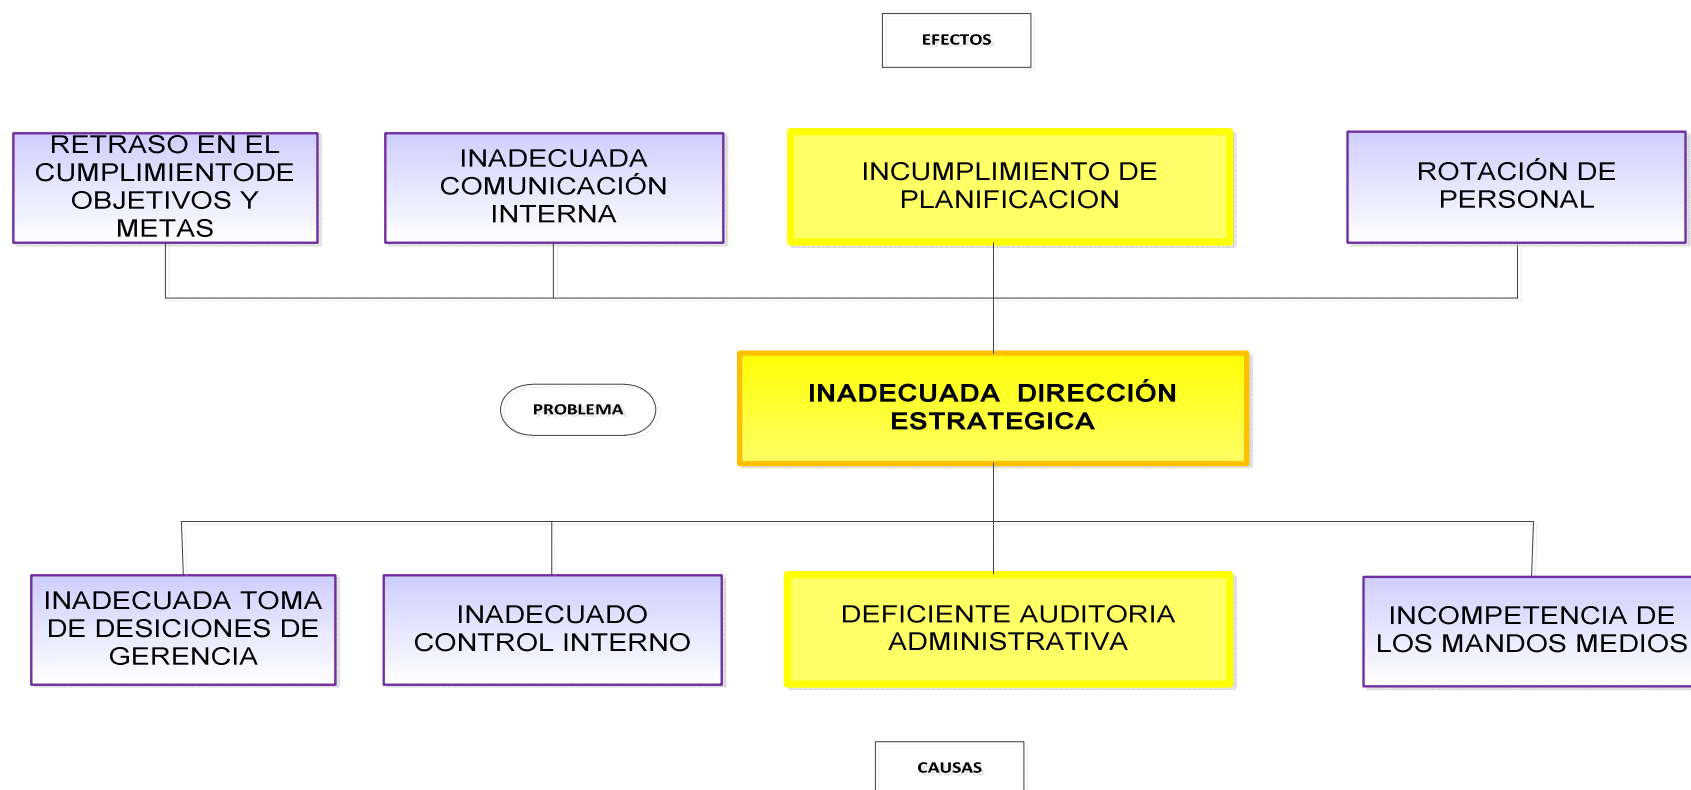 EFECTOS
RETRASO EN EL
CUMPLIMIENTODE
OBJETIVOS Y
METAS
INADECUADA
COMUNICACIÓN
INTERNA
INCUMPLIMIENTO DE
PLANIFICACION
ROTACIÓN DE
PERSONAL
PROBLEMA
INADECUADA DIRECCIÓN
ESTRATEGICA
INADECUADA TOMA
DE DESICIONES DE
GERENCIA
INADECUADO
CONTROL INTERNO
DEFICIENTE AUDITORIA
ADMINISTRATIVA
INCOMPETENCIA DE
LOS MANDOS MEDIOS
CAUSAS